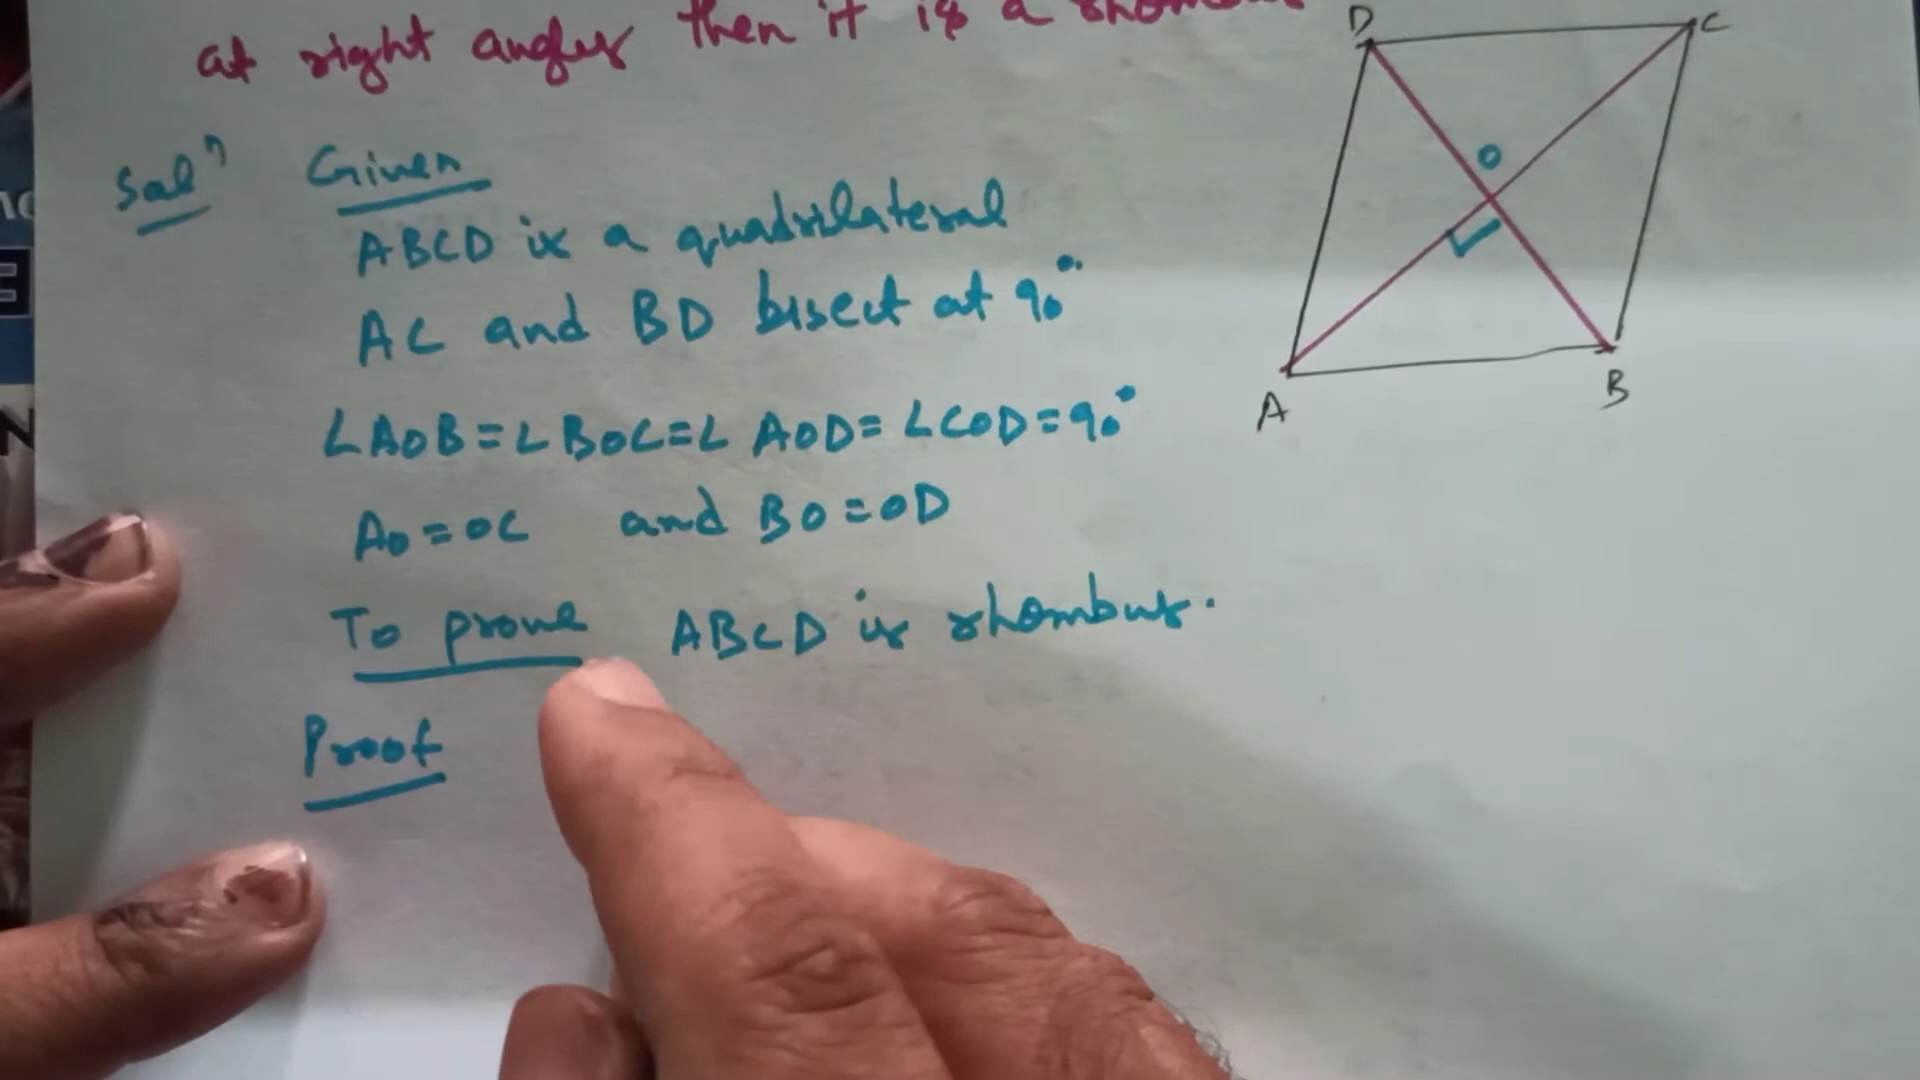 at right angles then it is a
Solⁿ Given
ABCD is a quadrilateral
AC and BD bisect at 90°
∠AOB=∠BOC=∠AOD=∠COD=90°
AO=OC and BO=OD
To prove ABCD is rhombus.
Proof
D
C
O
A
B